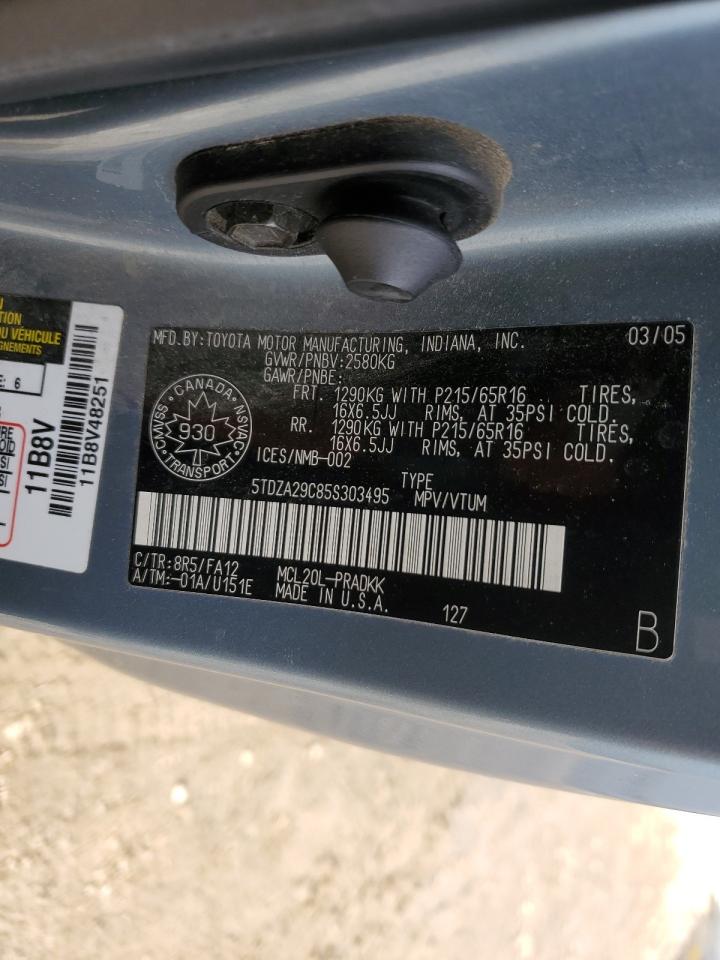 MFD.BY:TOYOTA MOTOR MANUFACTURING, INDIANA, INC. 03/05
GVWR/PNBV:2580KG
GAWR/PNBE:
FRT. 1290KG WITH P215/65R16 TIRES,
16X6.5JJ RIMS, AT 35PSI COLD.
RR. 1290KG WITH P215/65R16 TIRES,
16X6.5JJ RIMS, AT 35PSI COLD.
CANADA
930
TRANSPORT
CMVSS
NSVAC
ICES/NMB-002
5TDZA29C85S303495 TYPE
MPV/VTUM
C/TR:8R5/FA12 MCL20L-PRADKK
A/TM:-01A/U151E MADE IN U.S.A. 127
B
DU VÉHICULE
: 6
11B8V
11B8V48251